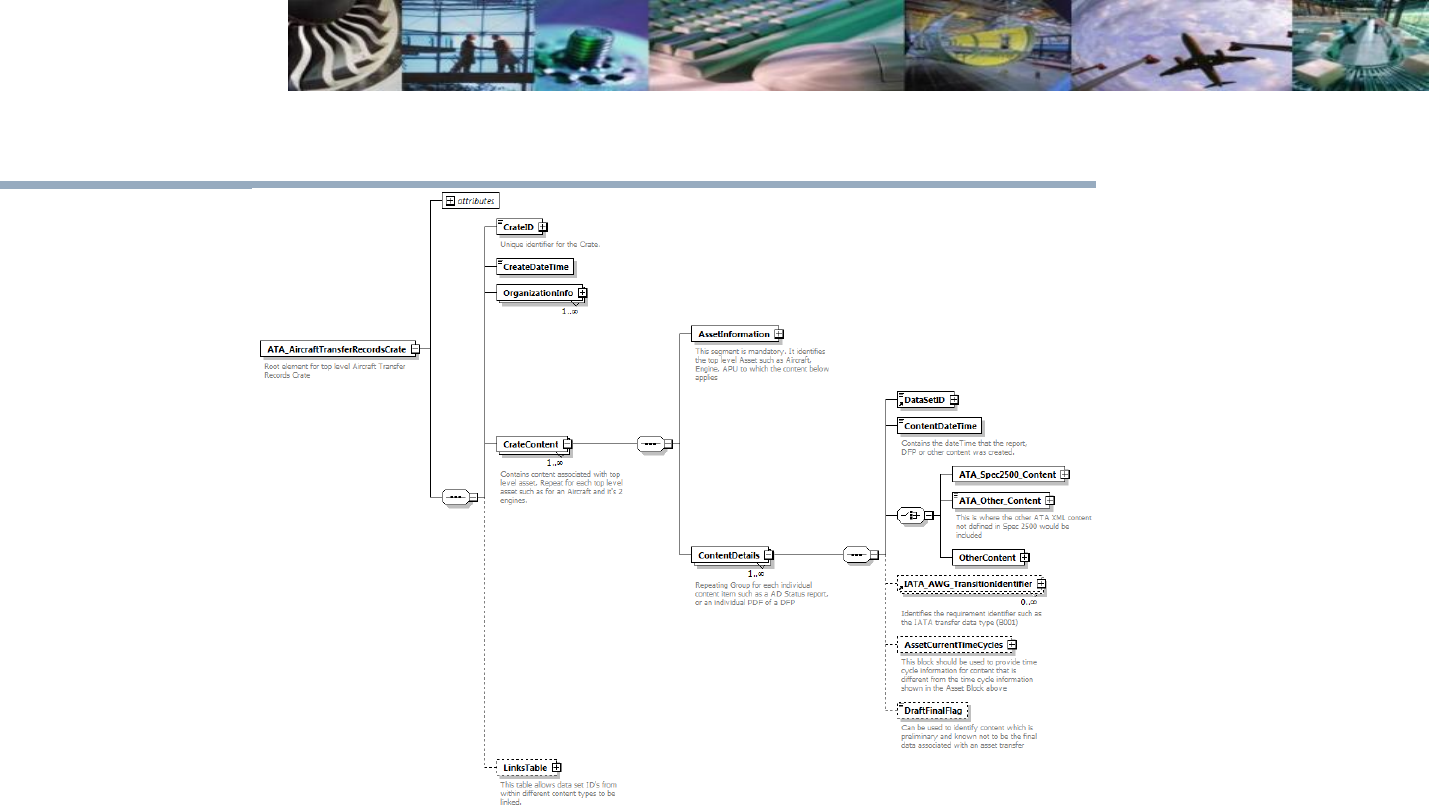 attributes
CrateID
Unique identifier for the Crate.
CreateDateTime
OrganizationInfo
1..∞
ATA_AircraftTransferRecordsCrate
Root element for top level Aircraft Transfer
Records Crate
CrateContent
1..∞
Contains content associated with top
level asset. Repeat for each top level
asset such as for an Aircraft and it's 2
engines.
AssetInformation
This segment is mandatory. It identifies
the top level Asset such as Aircraft,
Engine, APU to which the content below
applies
ContentDetails
1..∞
Repeating Group for each individual
content item such as a AD Status report,
or an individual PDF of a DFP
DataSetID
ContentDateTime
Contains the dateTime that the report,
DFP or other content was created.
ATA_Spec2500_Content
ATA_Other_Content
This is where the other ATA XML content
not defined in Spec 2500 would be
included
OtherContent
IATA_AWG_TransitionIdentifier
0..∞
Identifies the requirement identifier such as
the IATA transfer data type (B001)
AssetCurrentTimeCycles
This block should be used to provide time
cycle information for content that is
different from the time cycle information
shown in the Asset Block above
DraftFinalFlag
Can be used to identify content which is
preliminary and known not to be the final
data associated with an asset transfer
LinksTable
This table allows data set ID's from
within different content types to be
linked.